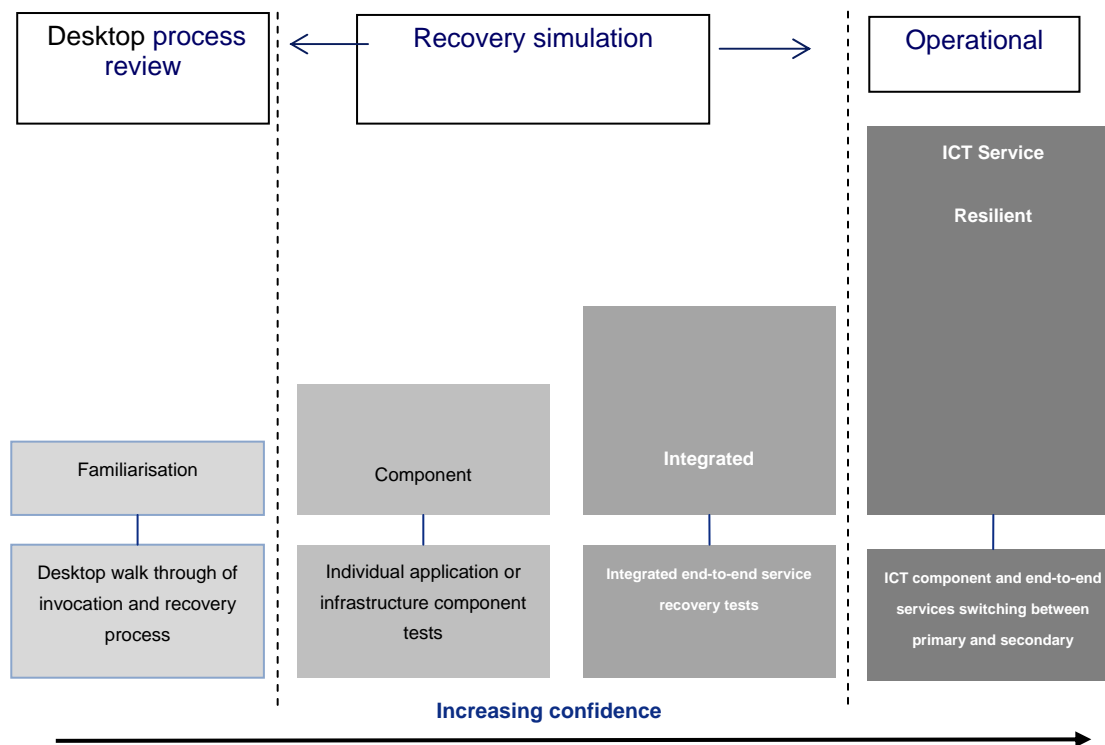 Desktop process
review
Recovery simulation
Operational
ICT Service
Resilient
Familiarisation
Component
Integrated
Desktop walk through of
invocation and recovery
process
Individual application or
infrastructure component
tests
Integrated end-to-end service
recovery tests
ICT component and end-to-end
services switching between
primary and secondary
Increasing confidence